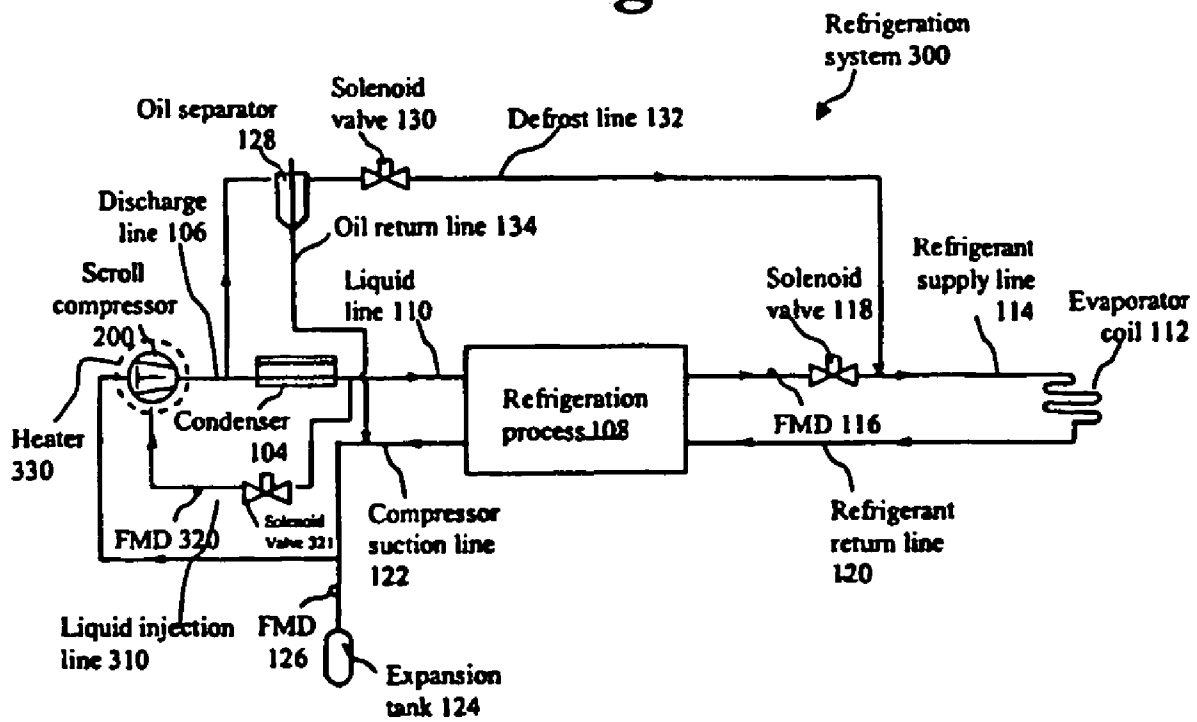 Refrigeration
system 300
Solenoid
valve 130
Oil separator
128
Defrost line 132
Discharge
line 106
Oil return line 134
Scroll
compressor
200
Liquid
line 110
Solenoid
valve 118
Refrigerant
supply line
114
Evaporator
coil 112
Heater
330
Condenser
104
Refrigeration
process 108
FMD 116
FMD 320
Solenoid
Valve 321
Compressor
suction line
122
Refrigerant
return line
120
Liquid injection
line 310
FMD
126
Expansion
tank 124